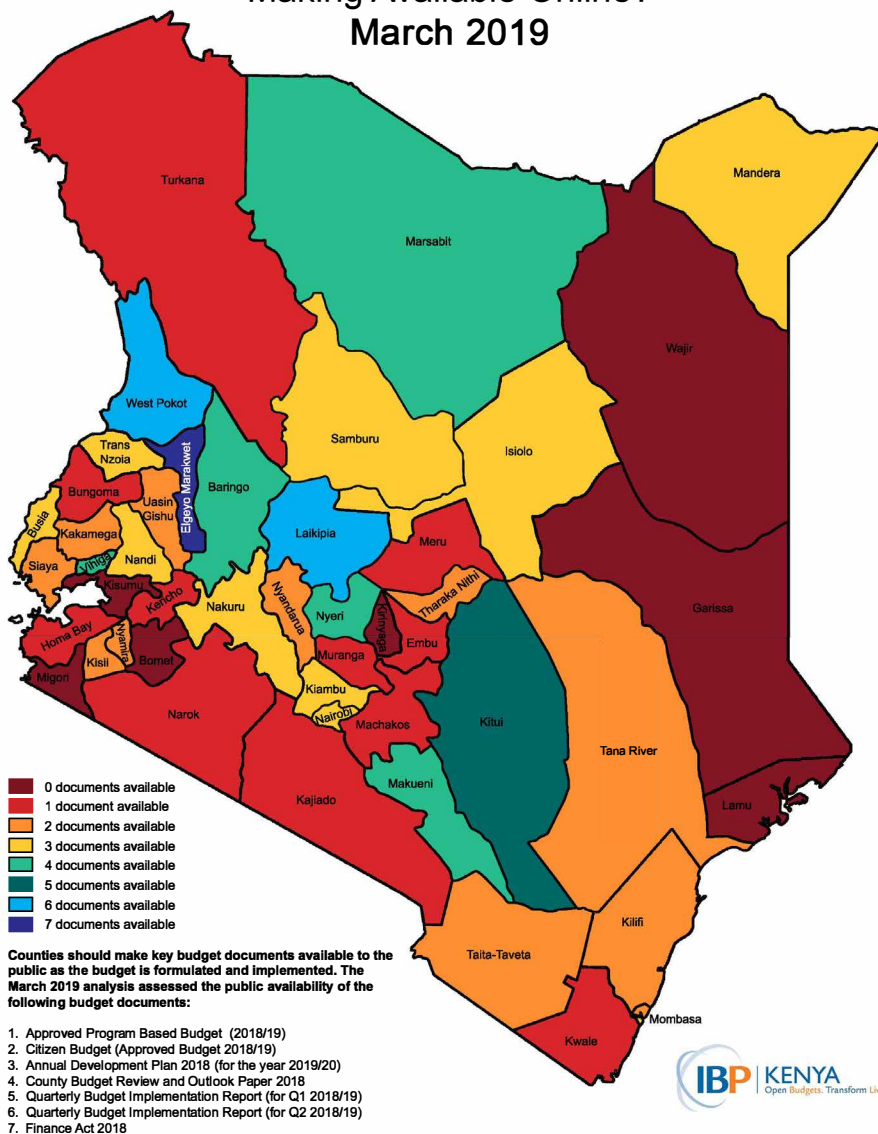 Making Available Online?
March 2019
Turkana
Mandera
Marsabit
Wajir
West Pokot
Samburu
Isiolo
Trans
Nzoia
Elgeyo Marakwet
Baringo
Bungoma
Uasin
Gishu
Busia
Kakamega
Laikipia
Meru
Vihiga
Nandi
Siaya
Kisumu
Kericho
Nakuru
Nyandarua
Nyeri
Kirinyaga
Tharaka Nithi
Garissa
Homa Bay
Nyamira
Kisii
Bomet
Muranga
Embu
Migori
Kiambu
Nairobi
Narok
Machakos
Kitui
Tana River
Kajiado
Makueni
Lamu
0 documents available
1 document available
2 documents available
3 documents available
4 documents available
5 documents available
6 documents available
7 documents available
Taita-Taveta
Kilifi
Mombasa
Kwale
Counties should make key budget documents available to the
public as the budget is formulated and implemented. The
March 2019 analysis assessed the public availability of the
following budget documents:
1. Approved Program Based Budget (2018/19)
2. Citizen Budget (Approved Budget 2018/19)
3. Annual Development Plan 2018 (for the year 2019/20)
4. County Budget Review and Outlook Paper 2018
5. Quarterly Budget Implementation Report (for Q1 2018/19)
6. Quarterly Budget Implementation Report (for Q2 2018/19)
7. Finance Act 2018
IBP KENYA
Open Budgets. Transform Li